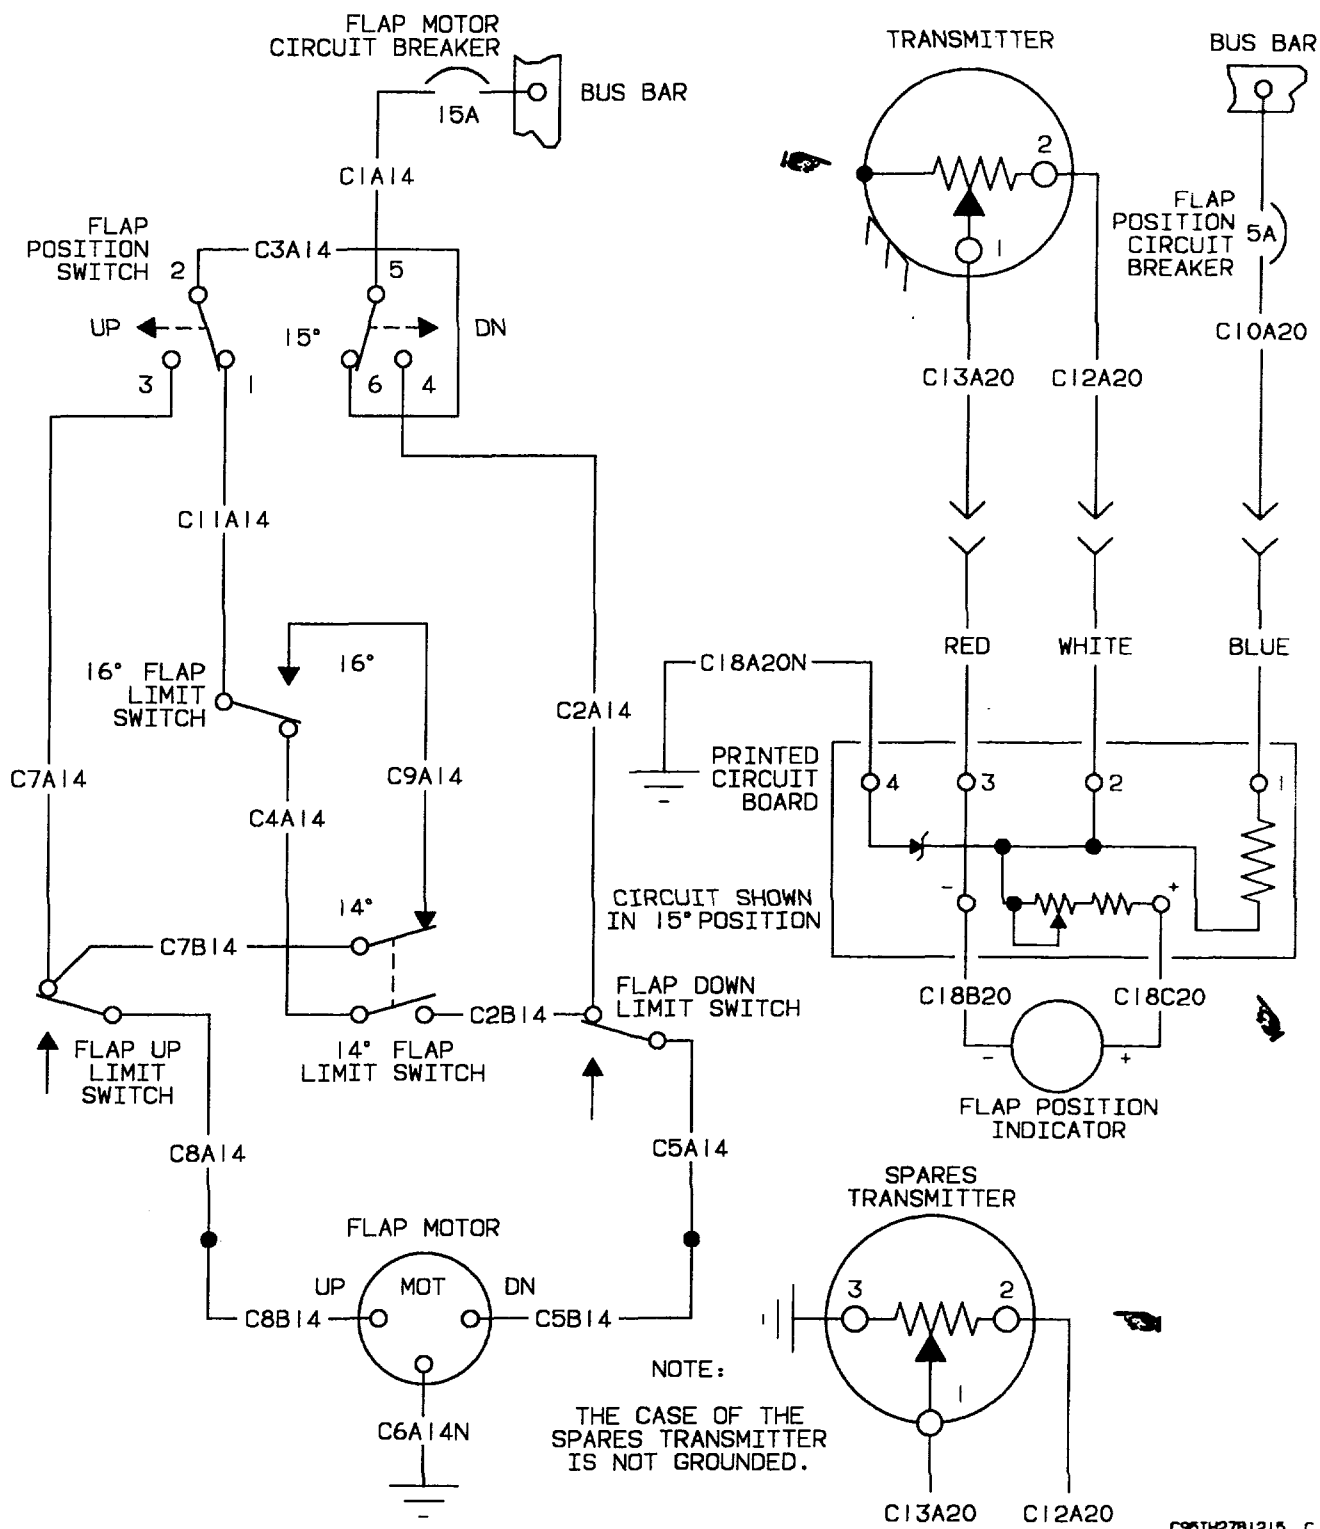 FLAP MOTOR
CIRCUIT BREAKER
BUS BAR
15A
C1A14
FLAP
POSITION
SWITCH
C3A14
2
5
UP
15°
DN
3
1
6
4
C11A14
16° FLAP
LIMIT
SWITCH
16°
C2A14
C7A14
C9A14
C4A14
14°
C7B14
C2B14
FLAP UP
LIMIT
SWITCH
14° FLAP
LIMIT SWITCH
FLAP DOWN
LIMIT SWITCH
C8A14
C5A14
FLAP MOTOR
UP
MOT
DN
C8B14
C5B14
C6A14N
TRANSMITTER
2
1
BUS BAR
FLAP
POSITION
CIRCUIT
BREAKER
5A
C13A20
C12A20
C10A20
RED
WHITE
BLUE
C18A20N
PRINTED
CIRCUIT
BOARD
4
3
2
1
- +
CIRCUIT SHOWN
IN 15° POSITION
C18B20
C18C20
- +
FLAP POSITION
INDICATOR
SPARES
TRANSMITTER
3
2
1
NOTE:
THE CASE OF THE
SPARES TRANSMITTER
IS NOT GROUNDED.
C13A20
C12A20
C95IH27B1215 C